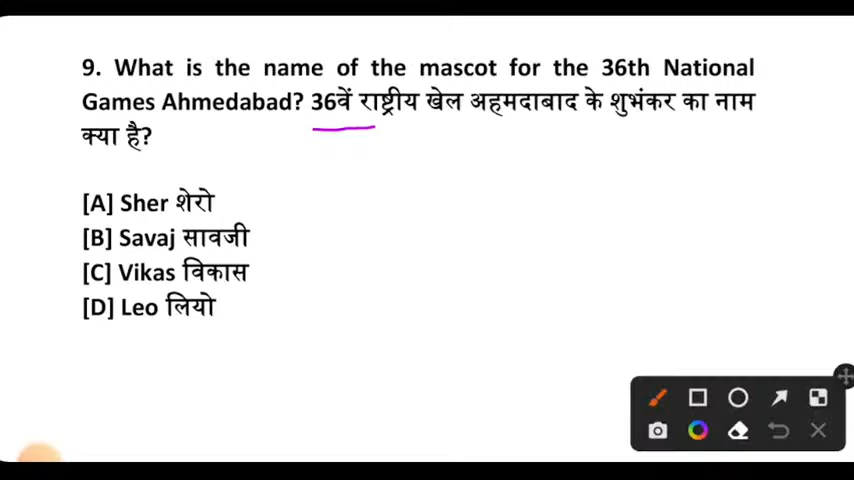 9. What is the name of the mascot for the 36th National
Games Ahmedabad? 36वें राष्ट्रीय खेल अहमदाबाद के शुभंकर का नाम
क्या है?
[A] Sher शेरो
[B] Savaj सावजी
[C] Vikas विकास
[D] Leo लियो